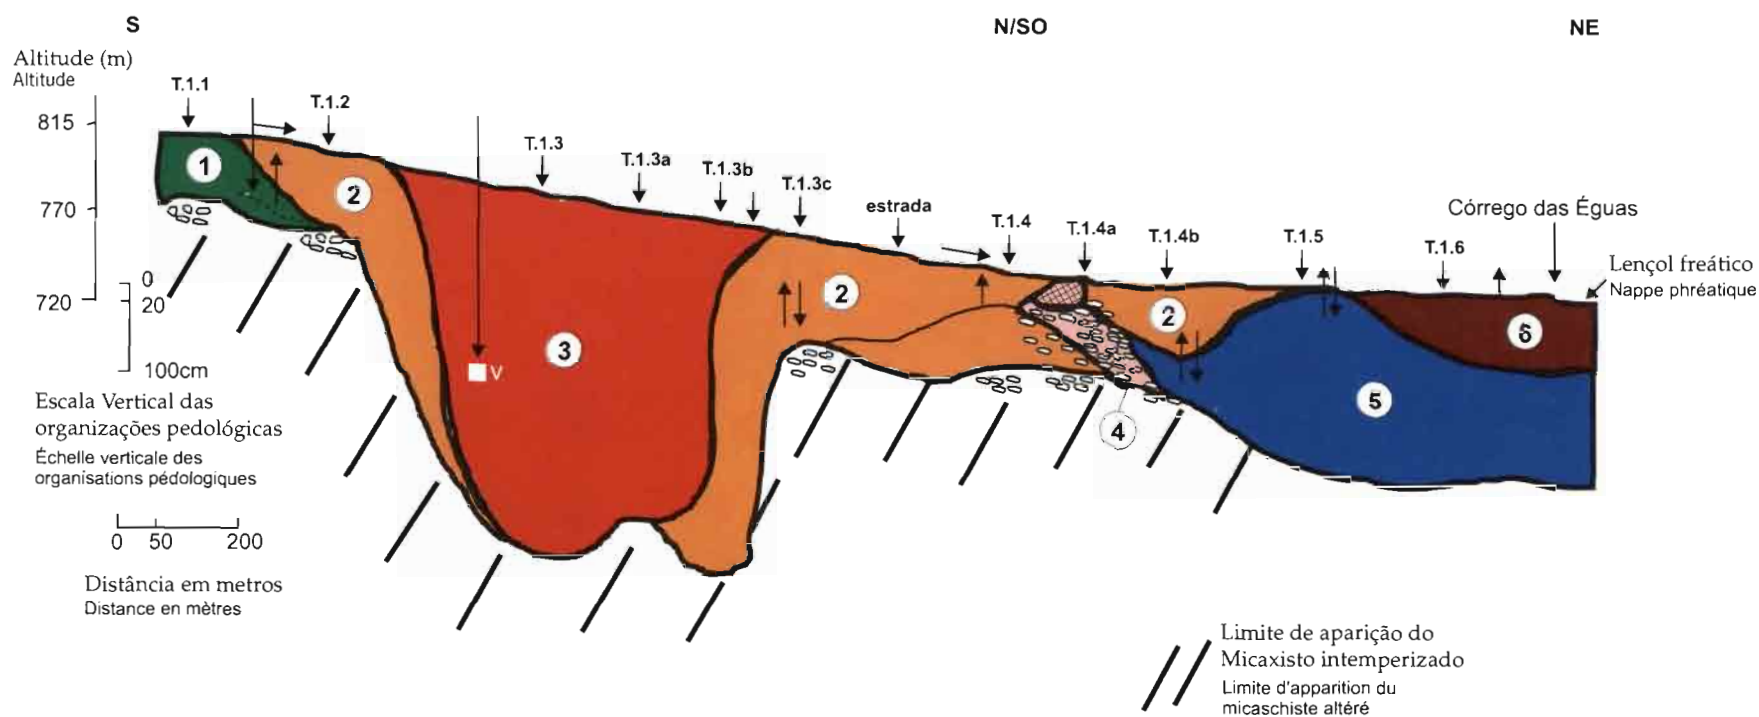 S
N/SO
NE
Altitude (m)
Altitude
815
770
720
0
20
100cm
T.1.1
T.1.2
T.1.3
T.1.3a
T.1.3b
T.1.3c
estrada
T.1.4
T.1.4a
T.1.4b
T.1.5
T.1.6
Córrego das Éguas
Lençol freático
Nappe phréatique
1
2
3
V
2
4
2
5
6
Escala Vertical das
organizações pedológicas
Échelle verticale des
organisations pédologiques
0 50 200
Distância em metros
Distance en mètres
Limite de aparição do
Micaxisto intemperizado
Limite d'apparition du
micaschiste altéré